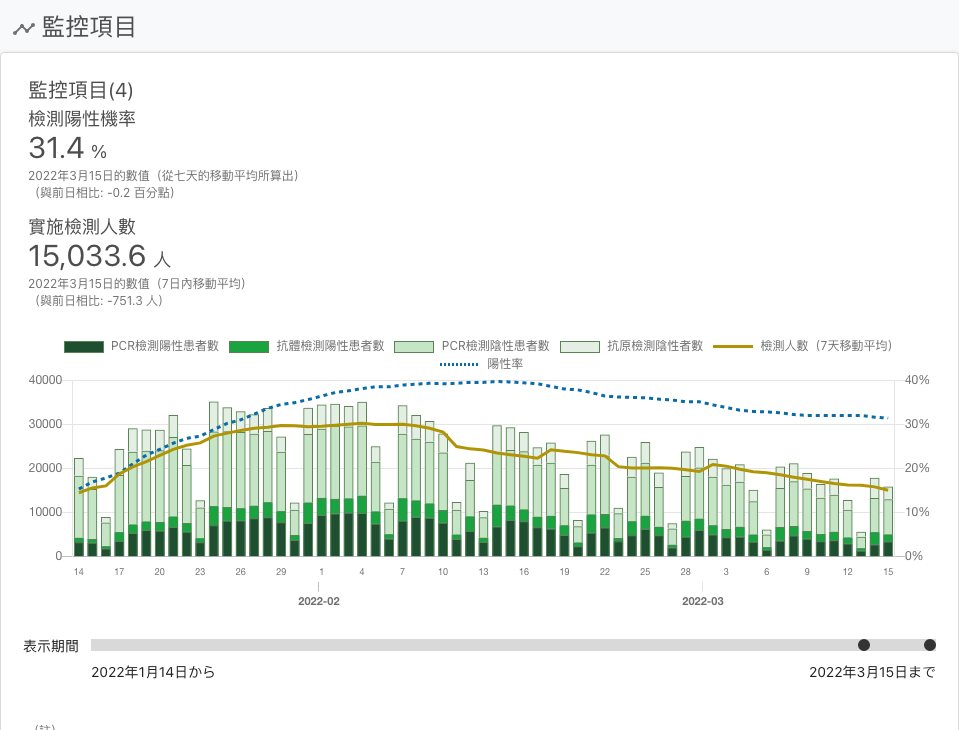 監控項目
監控項目(4)
檢測陽性機率
31.4 %
2022年3月15日的數值（從七天的移動平均所算出）
（與前日相比: -0.2 百分點）
實施檢測人數
15,033.6 人
2022年3月15日的數值（7日內移動平均）
（與前日相比: -751.3 人）
PCR檢測陽性患者數 抗體檢測陽性患者數 PCR檢測陰性患者數 抗原檢測陰性者數 檢測人數（7天移動平均）
陽性率
40000 40%
30000 30%
20000 20%
10000 10%
0 0%
14 17 20 23 26 29 1 4 7 10 13 16 19 22 25 28 3 6 9 12 15
2022-02 2022-03
表示期間
2022年1月14日から 2022年3月15日まで
（註）